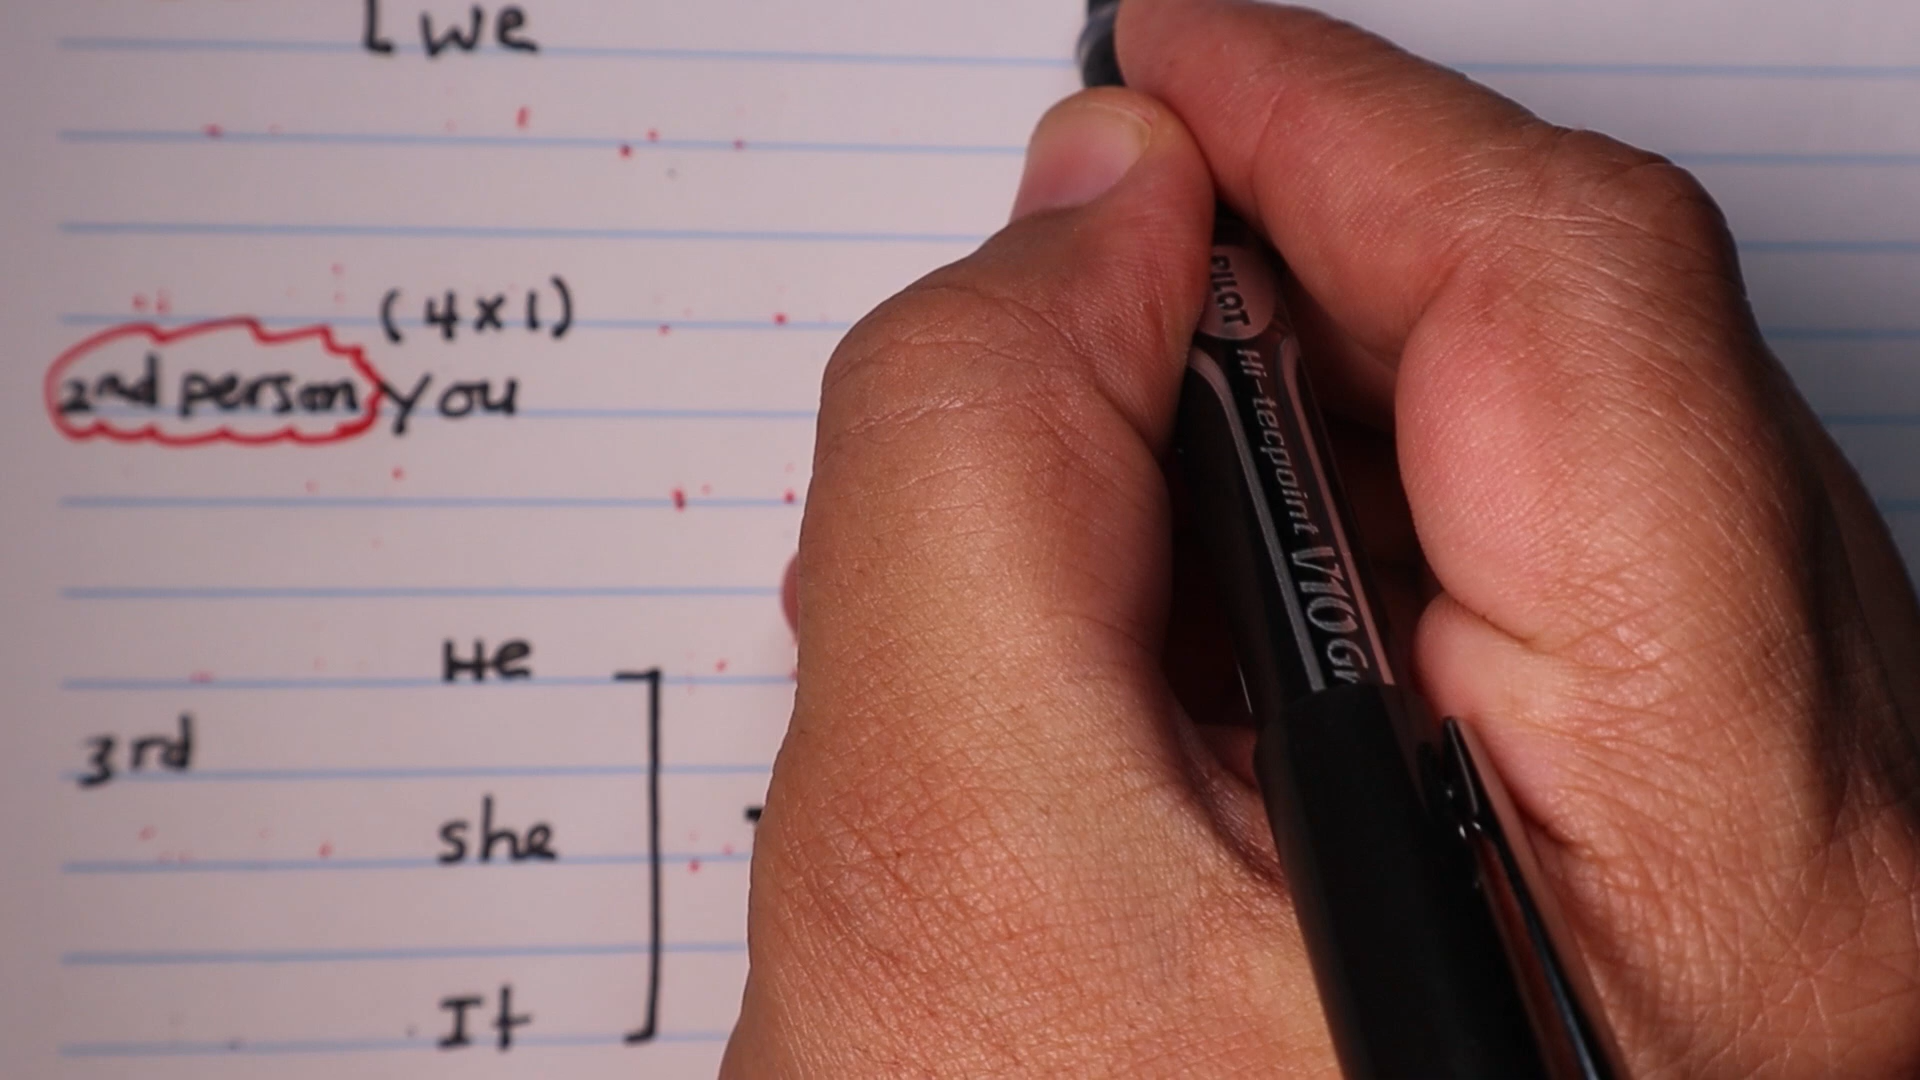 we
(4x1)
2nd person you
He
3rd
she
It
PILOT Hi-tecpoint V10